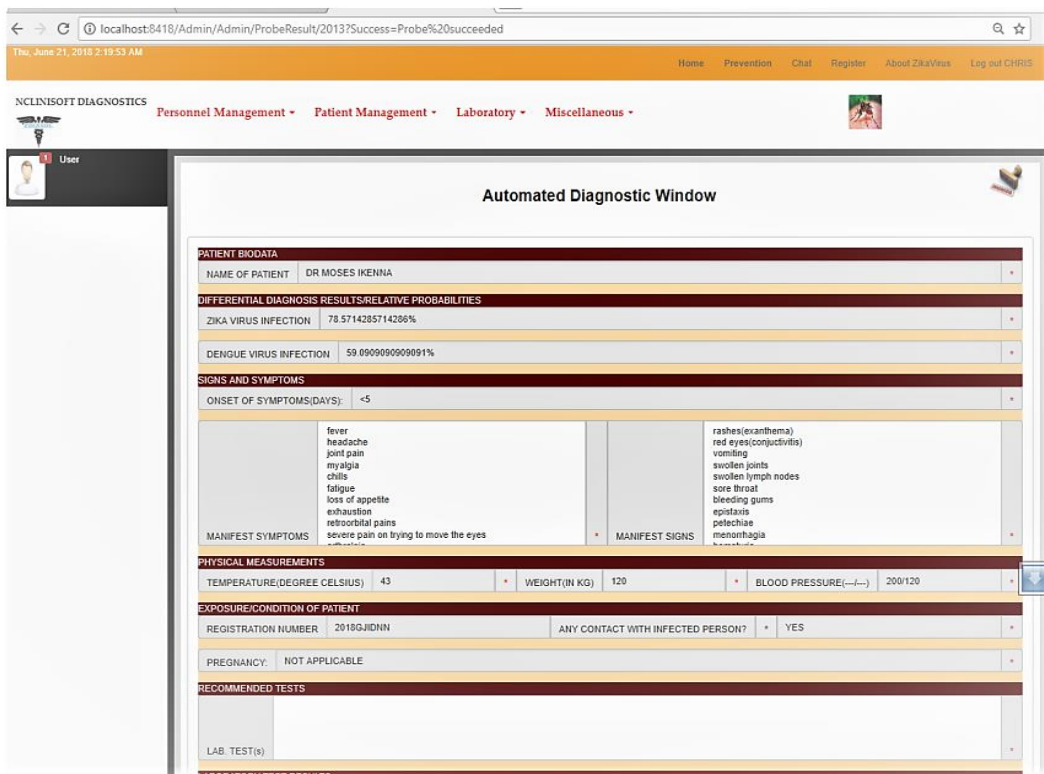 localhost:8418/Admin/Admin/ProbeResult/2013?Success=Probe%20succeeded
Thu, June 21, 2018 2:19:53 AM
Home Prevention Chat Register About ZikaVirus Log out CHRIS
NCLINISOFT DIAGNOSTICS
Personnel Management Patient Management Laboratory Miscellaneous
1 User
Automated Diagnostic Window
PATIENT BIODATA
NAME OF PATIENT DR MOSES IKENNA *
DIFFERENTIAL DIAGNOSIS RESULTS/RELATIVE PROBABILITIES
ZIKA VIRUS INFECTION 78.5714285714286% *
DENGUE VIRUS INFECTION 59.0909090909091% *
SIGNS AND SYMPTOMS
ONSET OF SYMPTOMS(DAYS): <5 *
fever
headache
joint pain
myalgia
chills
fatigue
loss of appetite
exhaustion
retroorbital pains
MANIFEST SYMPTOMS severe pain on trying to move the eyes *
rashes(exanthema)
red eyes(conjuctivitis)
vomiting
swollen joints
swollen lymph nodes
sore throat
bleeding gums
epistaxis
petechiae
MANIFEST SIGNS menorrhagia *
PHYSICAL MEASUREMENTS
TEMPERATURE(DEGREE CELSIUS) 43 * WEIGHT(IN KG) 120 * BLOOD PRESSURE(---/---) 200/120 *
EXPOSURE/CONDITION OF PATIENT
REGISTRATION NUMBER 2018GJIDNN ANY CONTACT WITH INFECTED PERSON? * YES *
PREGNANCY: NOT APPLICABLE *
RECOMMENDED TESTS
LAB. TEST(s) *